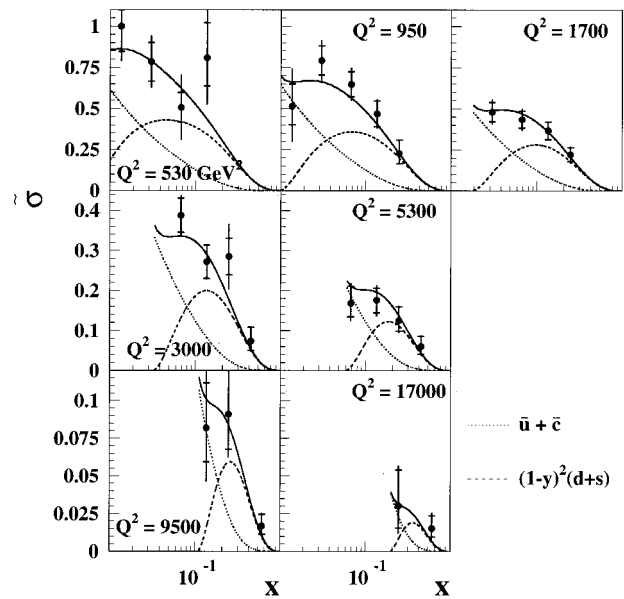 1
0.75
0.5
0.25
0
Q² = 530 GeV²
Q² = 950
Q² = 1700
σ̃
0.4
0.3
0.2
0.1
0
Q² = 3000
Q² = 5300
0.1
0.075
0.05
0.025
0
Q² = 9500
Q² = 17000
ū + c̄
(1-y)²(d+s)
10⁻¹
x
10⁻¹
x